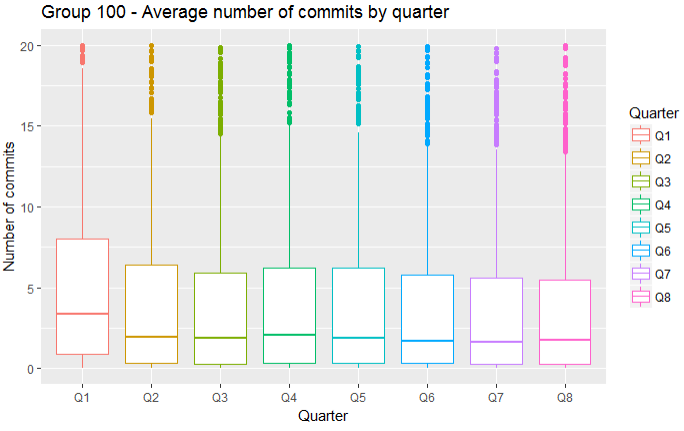 Group 100 - Average number of commits by quarter
Number of commits
20
15
10
5
0
Q1 Q2 Q3 Q4 Q5 Q6 Q7 Q8
Quarter
Quarter
Q1
Q2
Q3
Q4
Q5
Q6
Q7
Q8